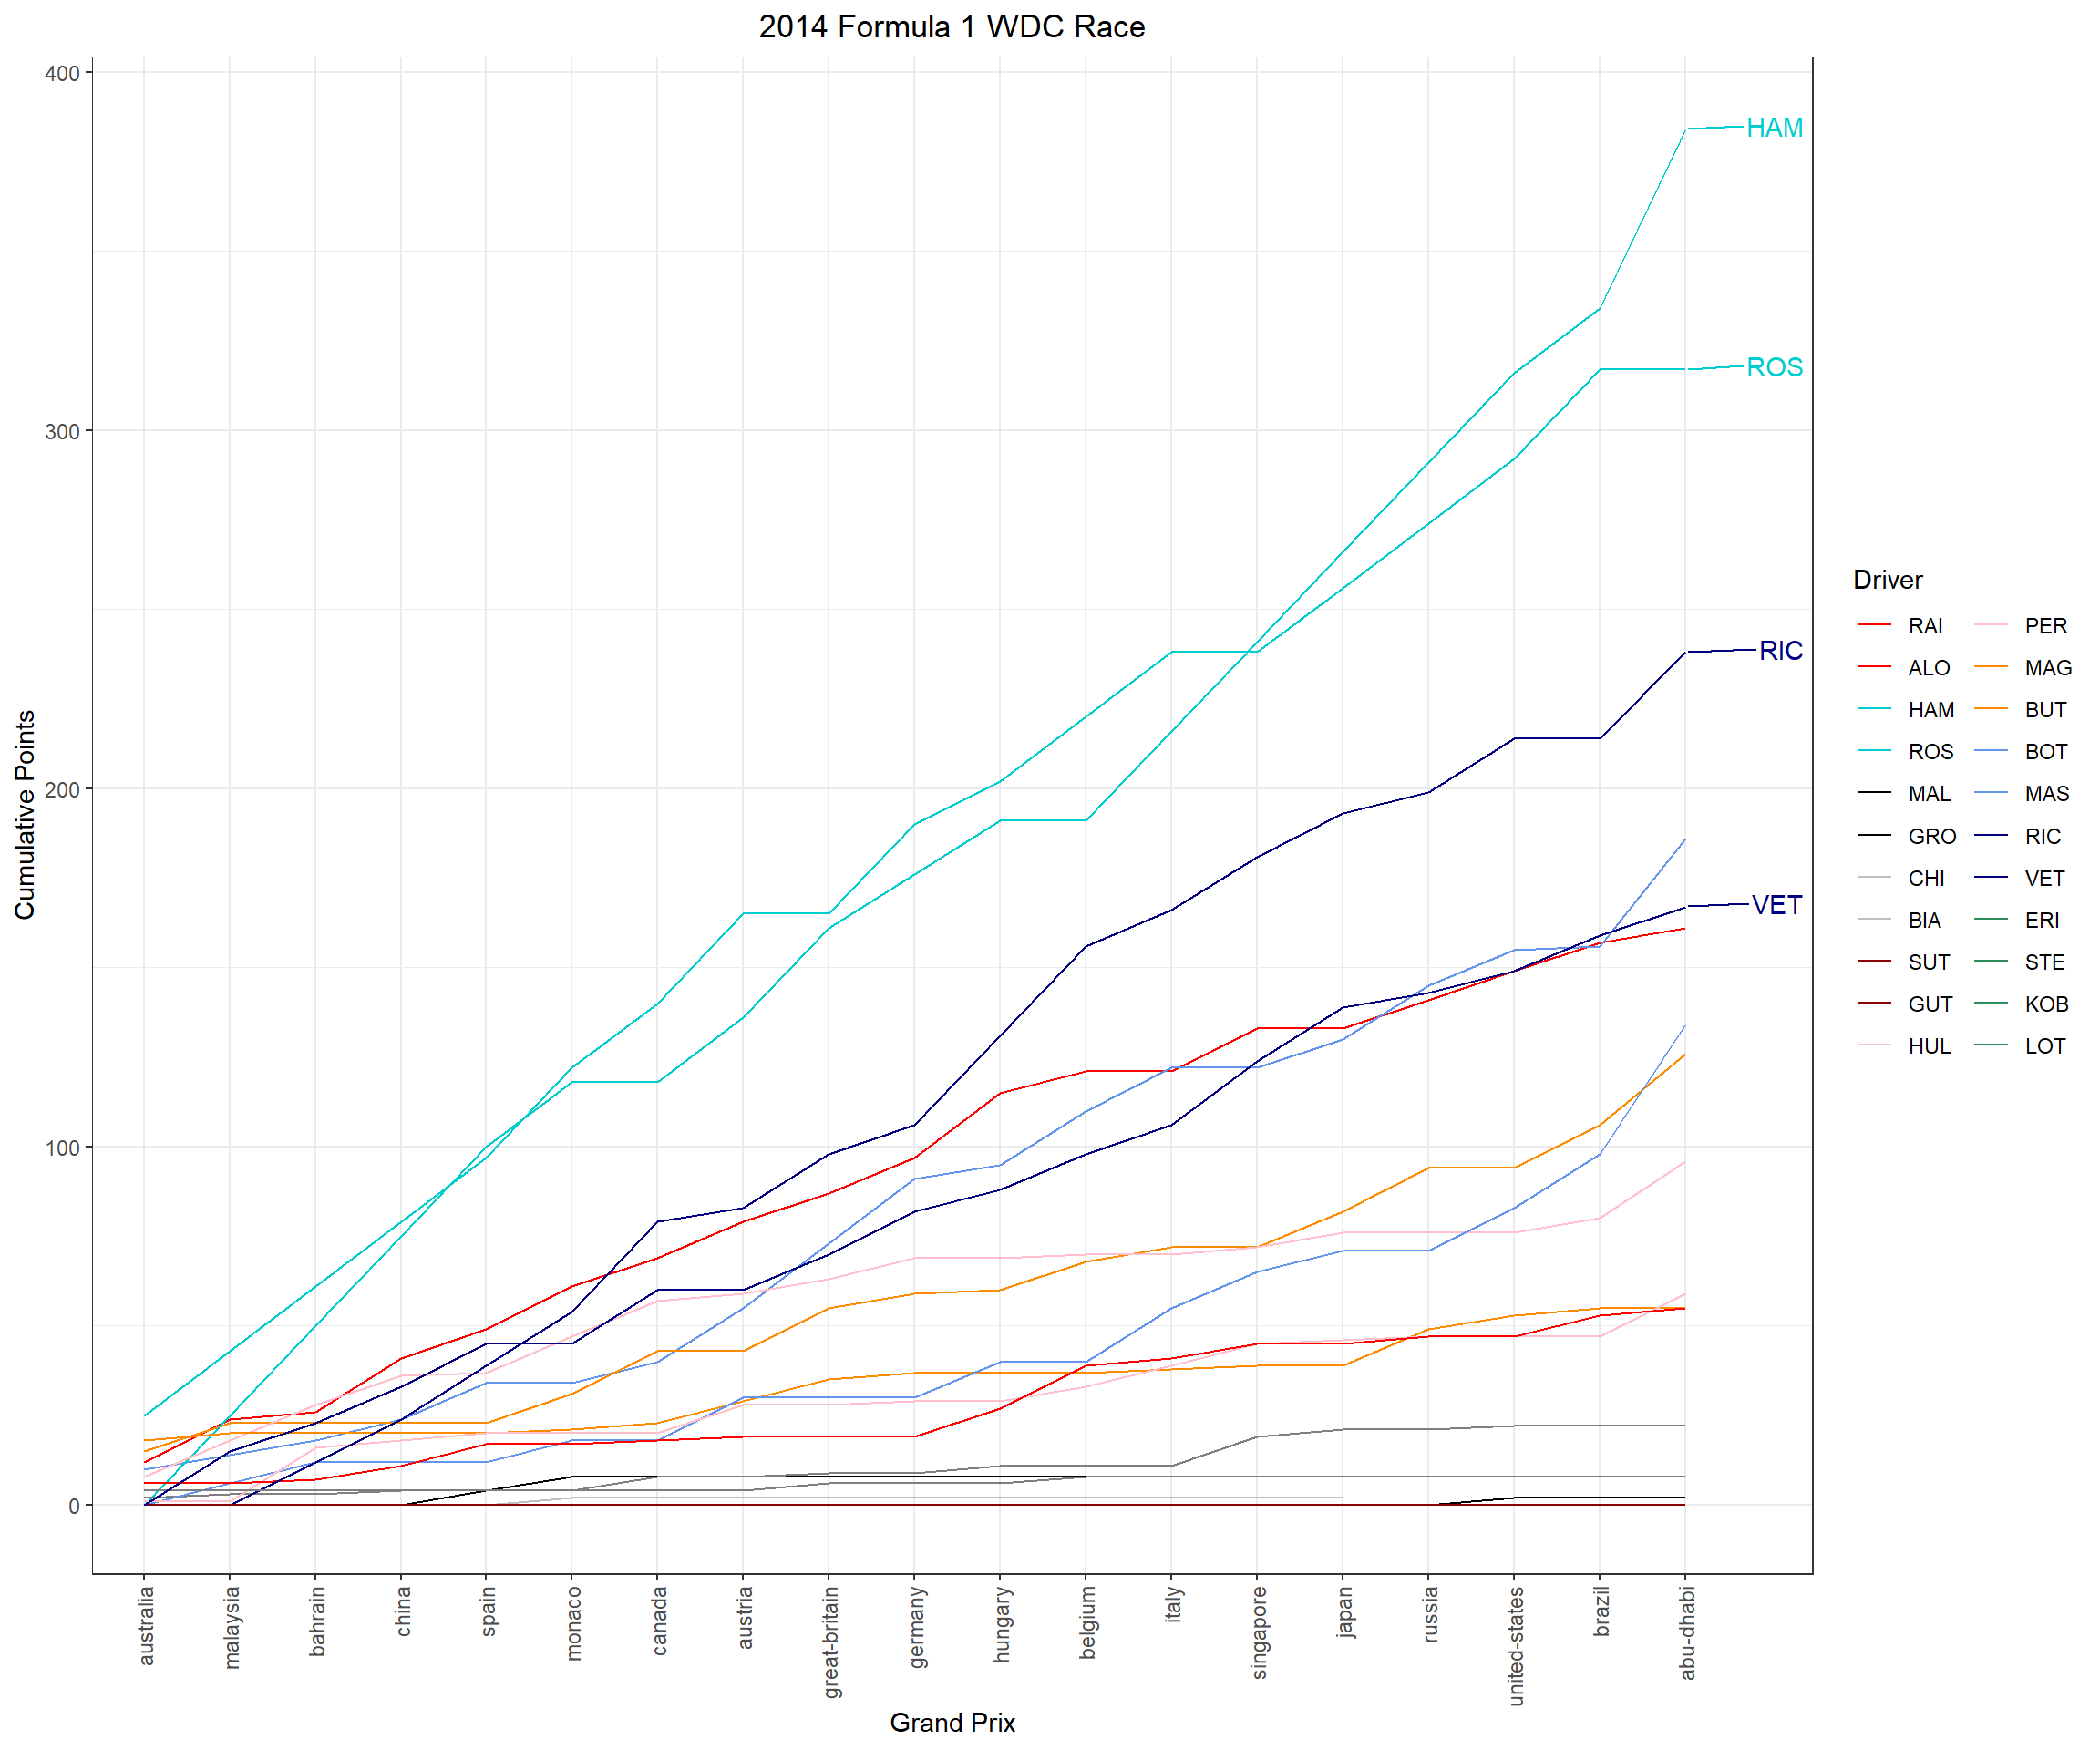 2014 Formula 1 WDC Race
400
300
200
100
0
Cumulative Points
HAM
ROS
RIC
VET
australia
malaysia
bahrain
china
spain
monaco
canada
austria
great-britain
germany
hungary
belgium
italy
singapore
japan
russia
united-states
brazil
abu-dhabi
Grand Prix
Driver
RAI PER
ALO MAG
HAM BUT
ROS BOT
MAL MAS
GRO RIC
CHI VET
BIA ERI
SUT STE
GUT KOB
HUL LOT